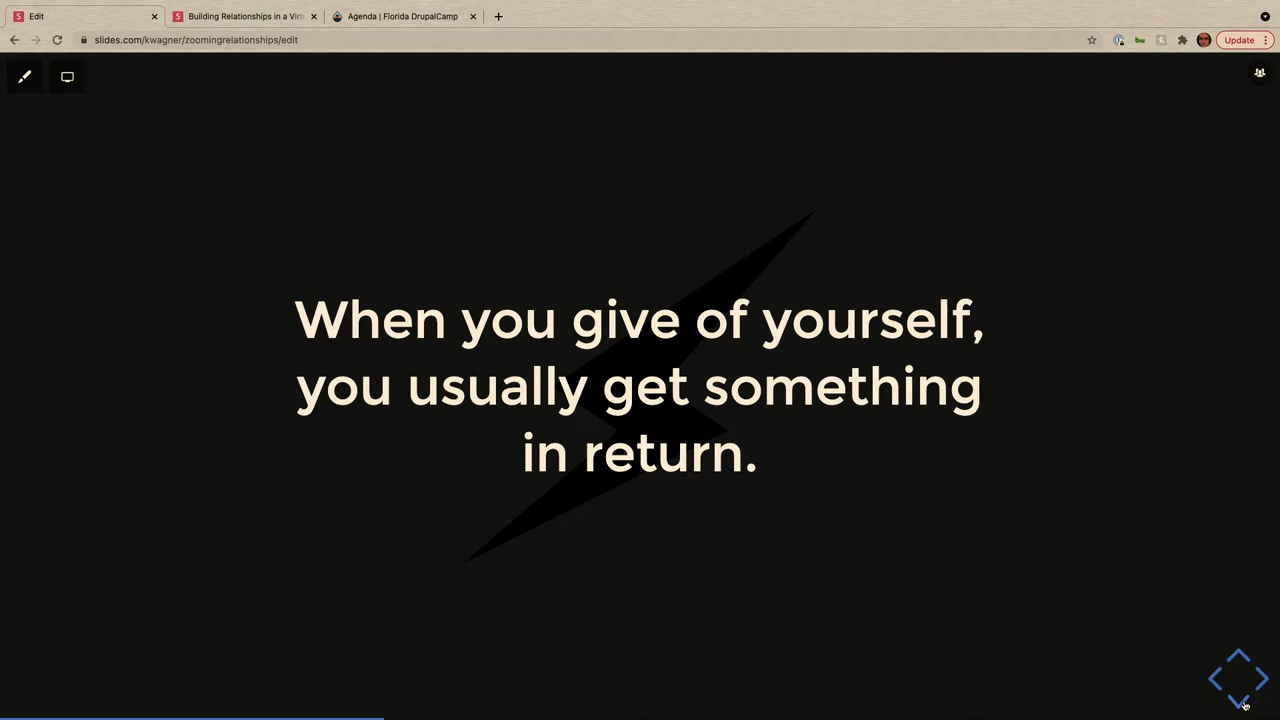 Edit
Building Relationships in a Virt
Agenda | Florida DrupalCamp
slides.com/kwagner/zoomingrelationships/edit
bw
Update
When you give of yourself,
you usually get something
in return.